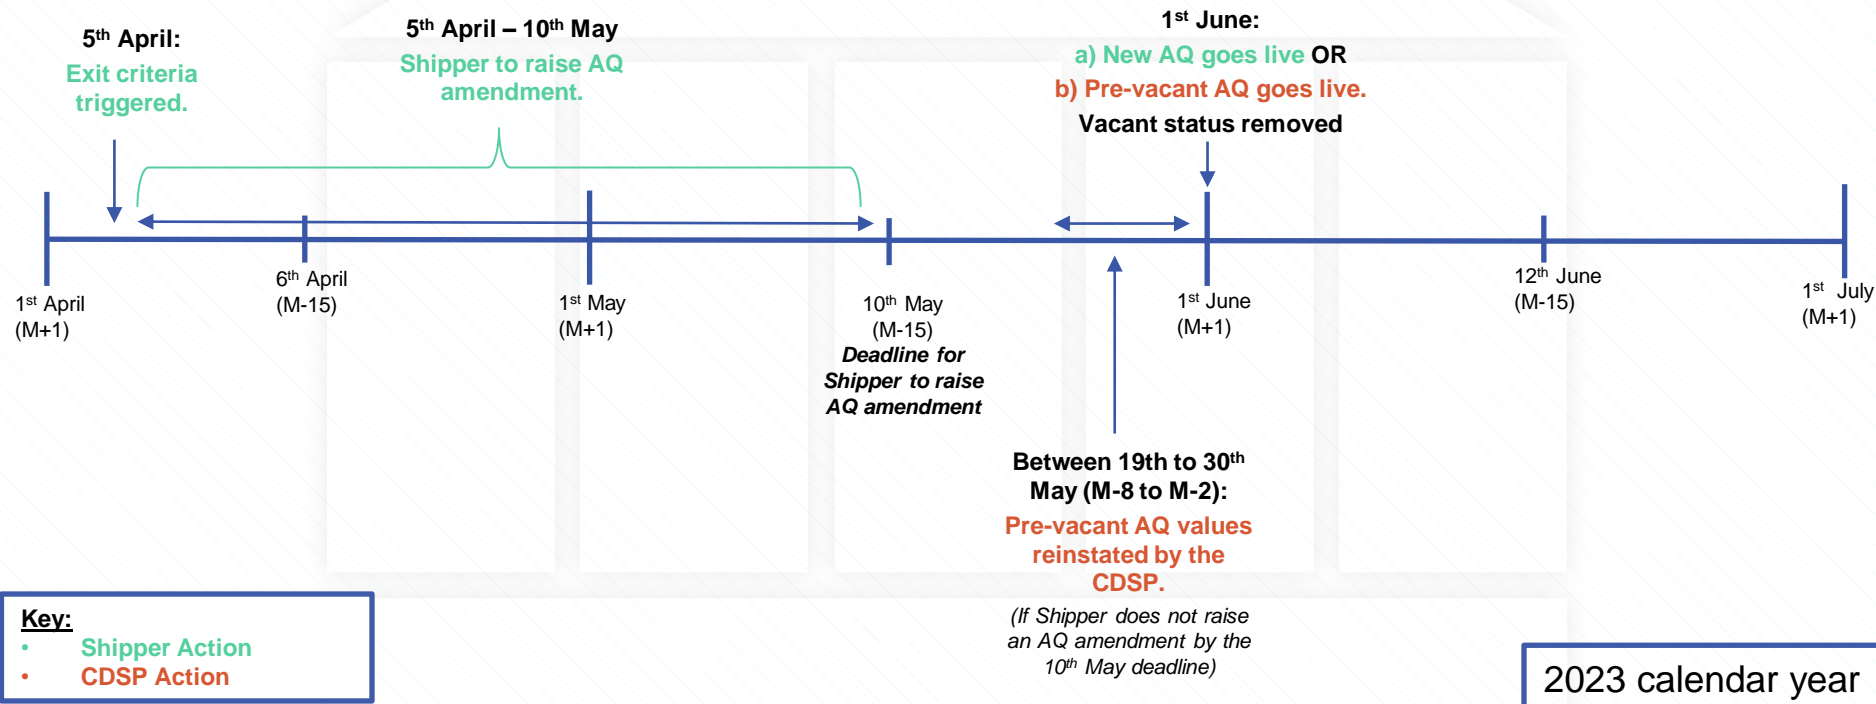 5th April:
Exit criteria
triggered.
5th April – 10th May
Shipper to raise AQ
amendment.
1st June:
a) New AQ goes live OR
b) Pre-vacant AQ goes live.
Vacant status removed
1st April
(M+1)
6th April
(M-15)
1st May
(M+1)
10th May
(M-15)
Deadline for
Shipper to raise
AQ amendment
1st June
(M+1)
12th June
(M-15)
1st July
(M+1)
Between 19th to 30th
May (M-8 to M-2):
Pre-vacant AQ values
reinstated by the
CDSP.
(If Shipper does not raise
an AQ amendment by the
10th May deadline)
Key:
• Shipper Action
• CDSP Action
2023 calendar year